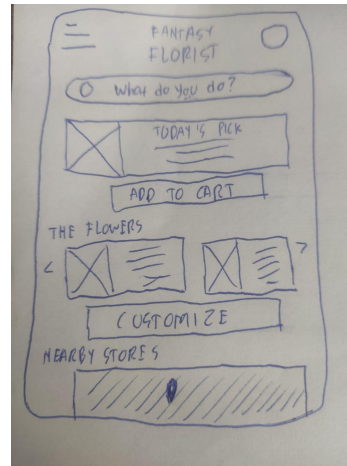 FANTASY
FLORIST
What do you do?
TODAY'S PICK
ADD TO CART
THE FLOWERS
< >
CUSTOMIZE
NEARBY STORES